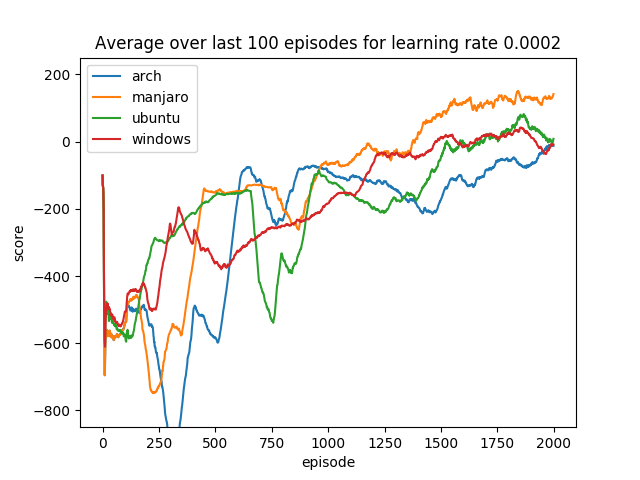 Average over last 100 episodes for learning rate 0.0002
arch
manjaro
ubuntu
windows
score
200
0
−200
−400
−600
−800
0
250
500
750
1000
1250
1500
1750
2000
episode